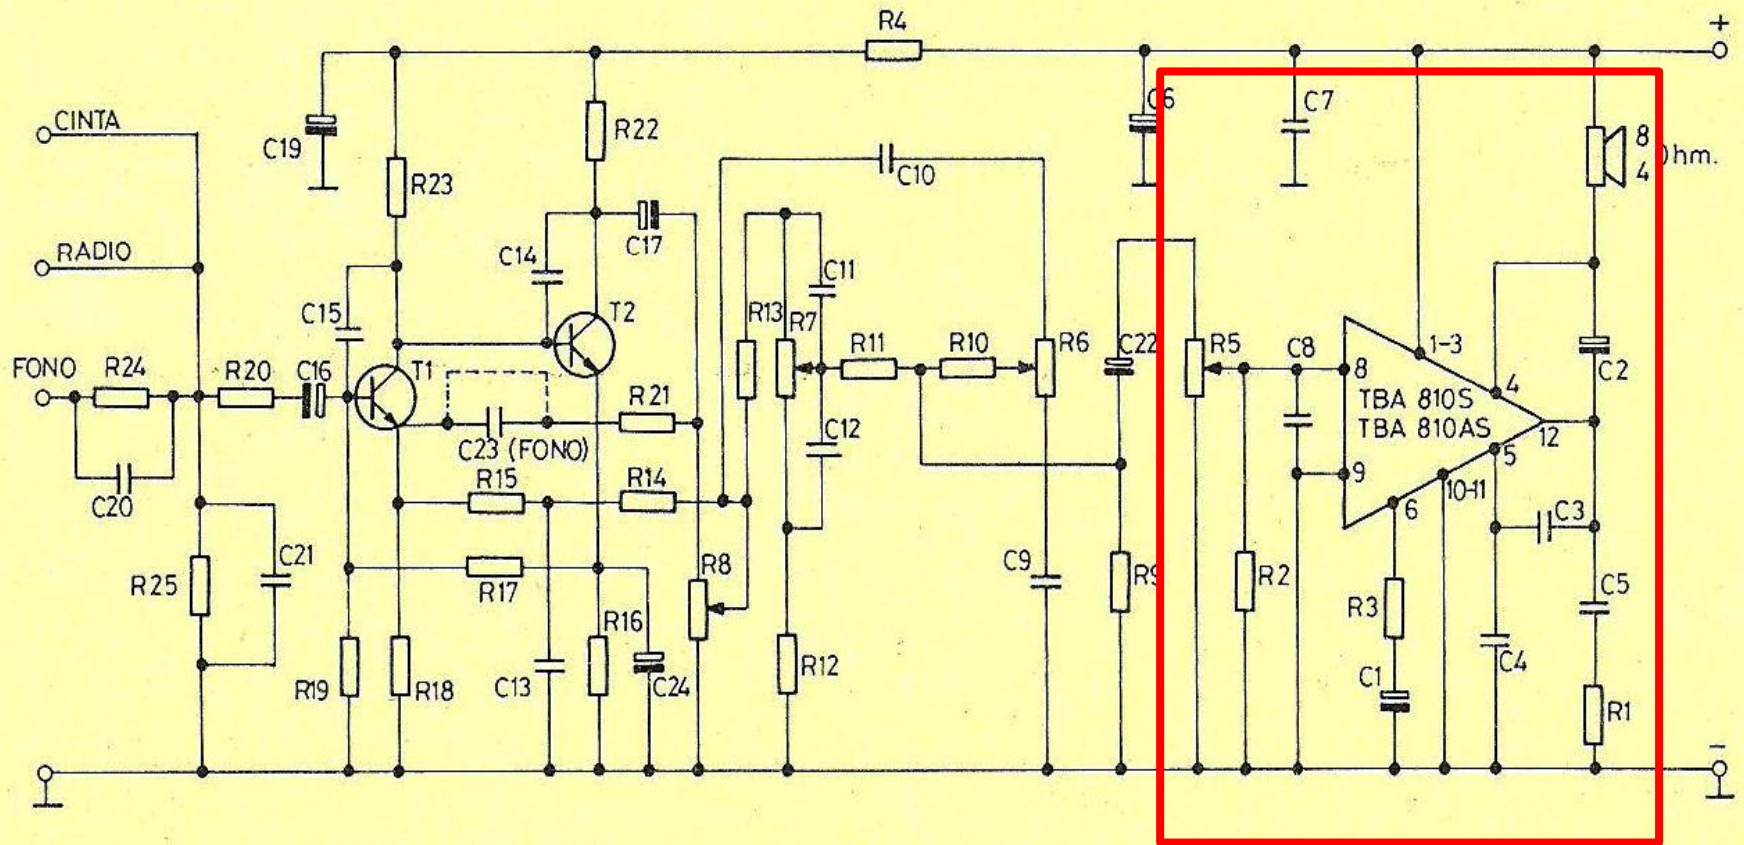 R4
+
CINTA
C19
R22
C6
C7
R23
C10
8
4
Ohm.
RADIO
C17
C14
C11
C15
T2
R13
R7
R11
R10
R6
C22
R5
C8
1-3
C2
FONO
R24
R20
C16
T1
R21
8
TBA 810S
TBA 810AS
4
12
C23 (FONO)
C12
5
C20
R15
R14
9
10-11
6
C3
C21
R25
R17
R8
C9
R9
R2
R3
C5
R16
R19
R18
C13
C24
R12
C1
C4
R1
-